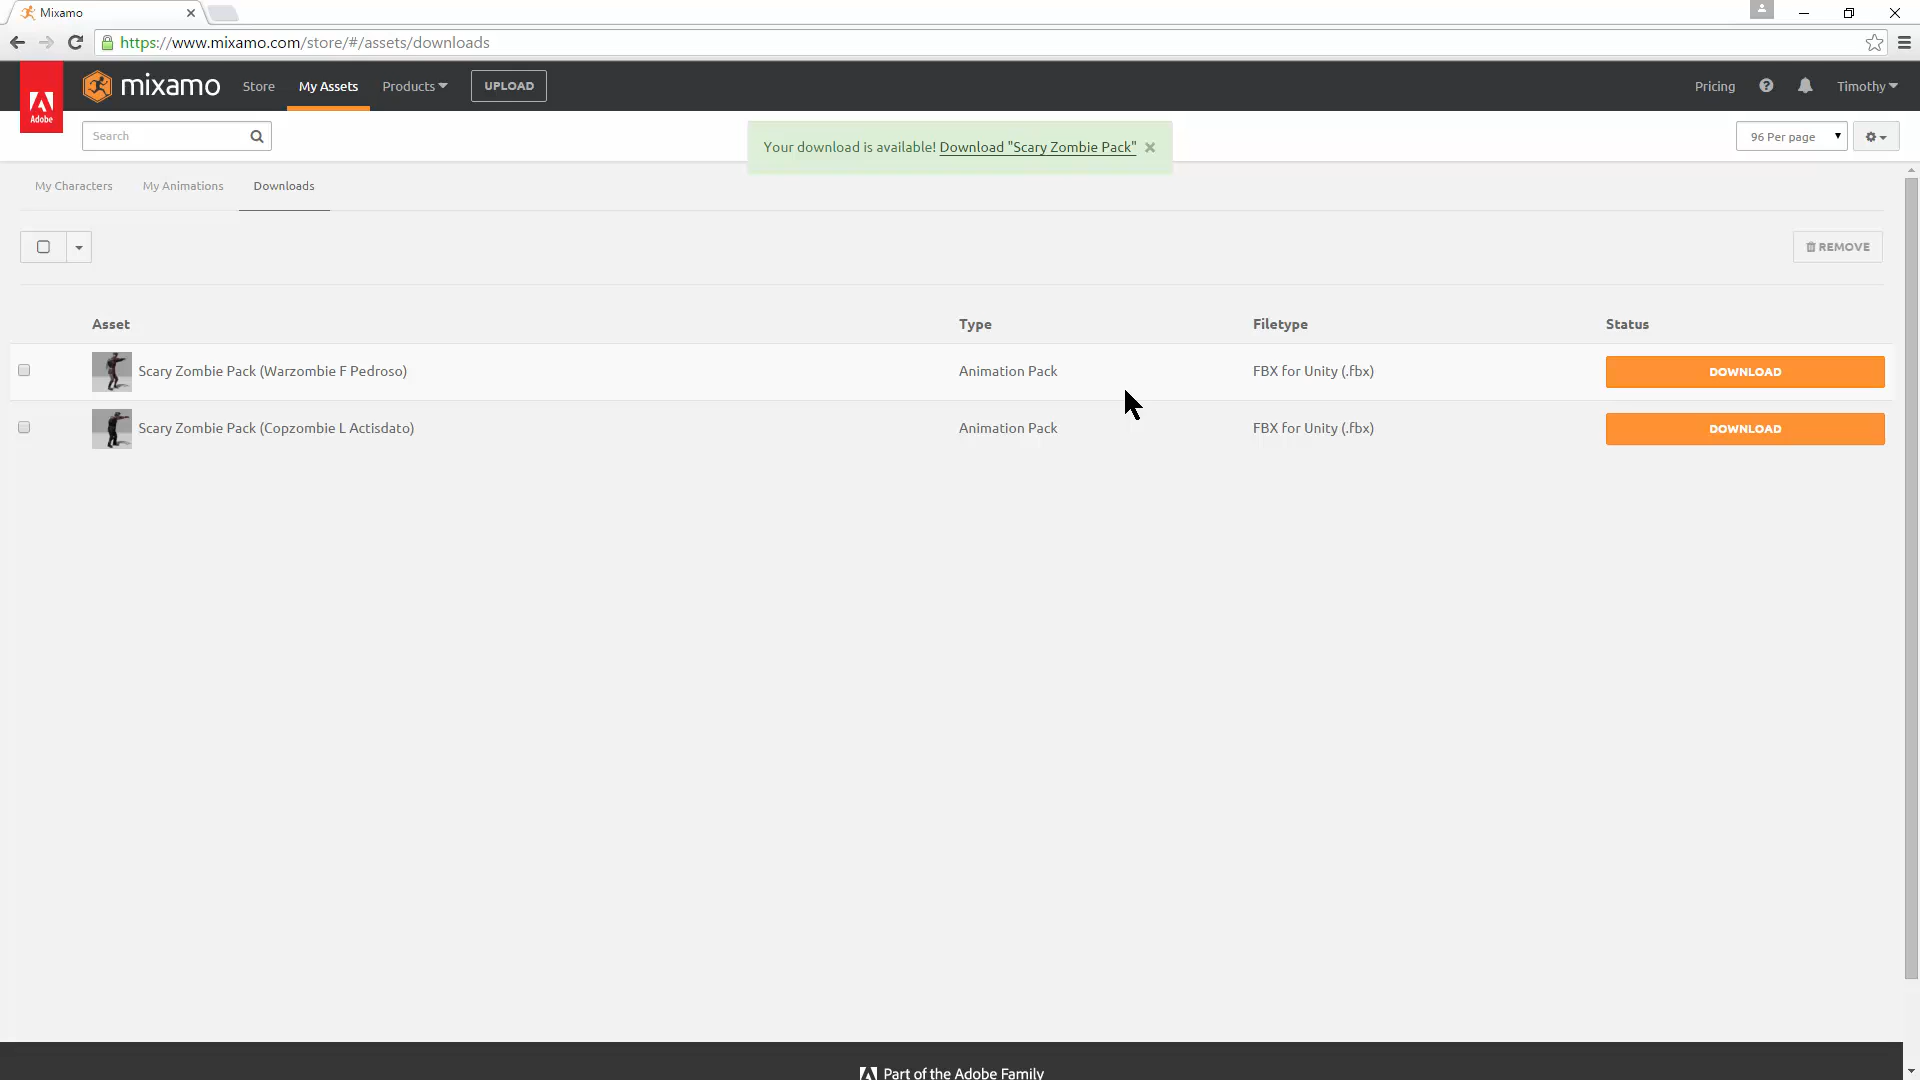 Mixamo
https://www.mixamo.com/store/#/assets/downloads
Adobe
mixamo
Store
My Assets
Products
UPLOAD
Pricing
Timothy
Search
Your download is available! Download "Scary Zombie Pack"
96 Per page
My Characters
My Animations
Downloads
REMOVE
Asset
Type
Filetype
Status
Scary Zombie Pack (Warzombie F Pedroso)
Animation Pack
FBX for Unity (.fbx)
DOWNLOAD
Scary Zombie Pack (Copzombie L Actisdato)
Animation Pack
FBX for Unity (.fbx)
DOWNLOAD
Part of the Adobe Family